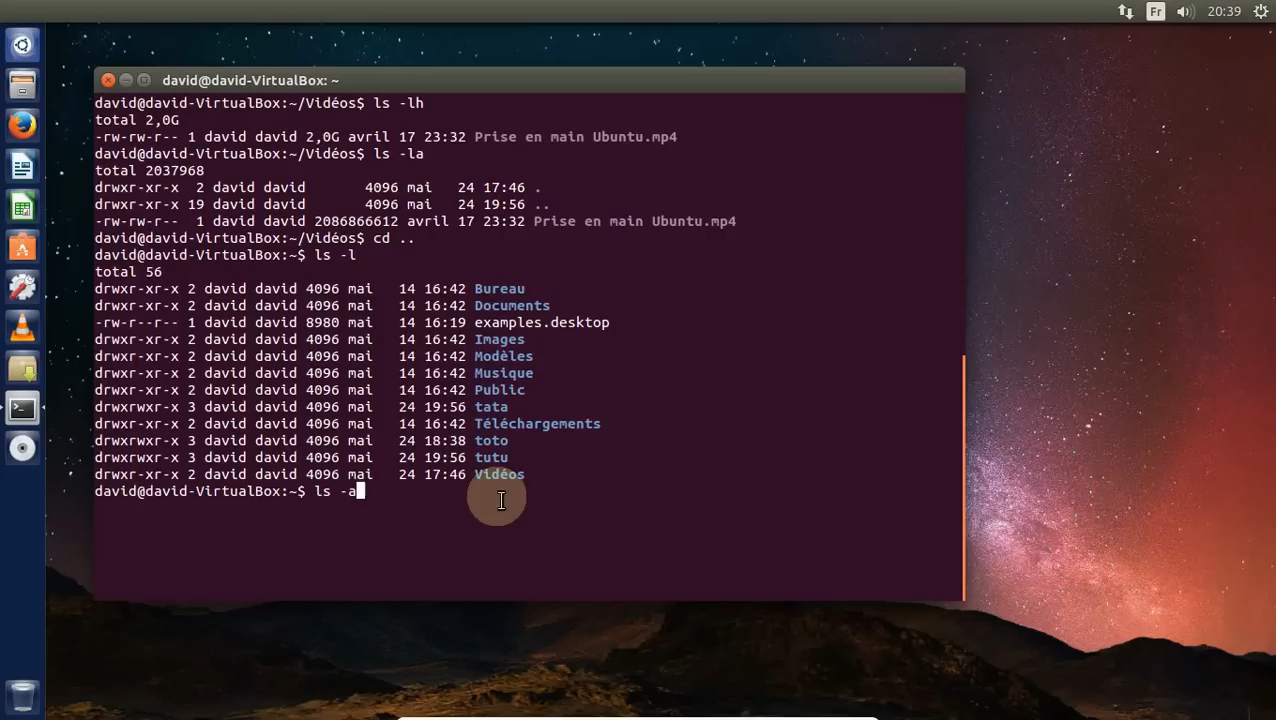 Fr 20:39
david@david-VirtualBox: ~
david@david-VirtualBox:~/Vidéos$ ls -lh
total 2,0G
-rw-rw-r-- 1 david david 2,0G avril 17 23:32 Prise en main Ubuntu.mp4
david@david-VirtualBox:~/Vidéos$ ls -la
total 2037968
drwxr-xr-x  2 david david       4096 mai   24 17:46 .
drwxr-xr-x 19 david david       4096 mai   24 19:56 ..
-rw-rw-r--  1 david david 2086866612 avril 17 23:32 Prise en main Ubuntu.mp4
david@david-VirtualBox:~/Vidéos$ cd ..
david@david-VirtualBox:~$ ls -l
total 56
drwxr-xr-x 2 david david 4096 mai   14 16:42 Bureau
drwxr-xr-x 2 david david 4096 mai   14 16:42 Documents
-rw-r--r-- 1 david david 8980 mai   14 16:19 examples.desktop
drwxr-xr-x 2 david david 4096 mai   14 16:42 Images
drwxr-xr-x 2 david david 4096 mai   14 16:42 Modèles
drwxr-xr-x 2 david david 4096 mai   14 16:42 Musique
drwxr-xr-x 2 david david 4096 mai   14 16:42 Public
drwxrwxr-x 3 david david 4096 mai   24 19:56 tata
drwxr-xr-x 2 david david 4096 mai   14 16:42 Téléchargements
drwxrwxr-x 3 david david 4096 mai   24 18:38 toto
drwxrwxr-x 3 david david 4096 mai   24 19:56 tutu
drwxr-xr-x 2 david david 4096 mai   24 17:46 Vidéos
david@david-VirtualBox:~$ ls -a